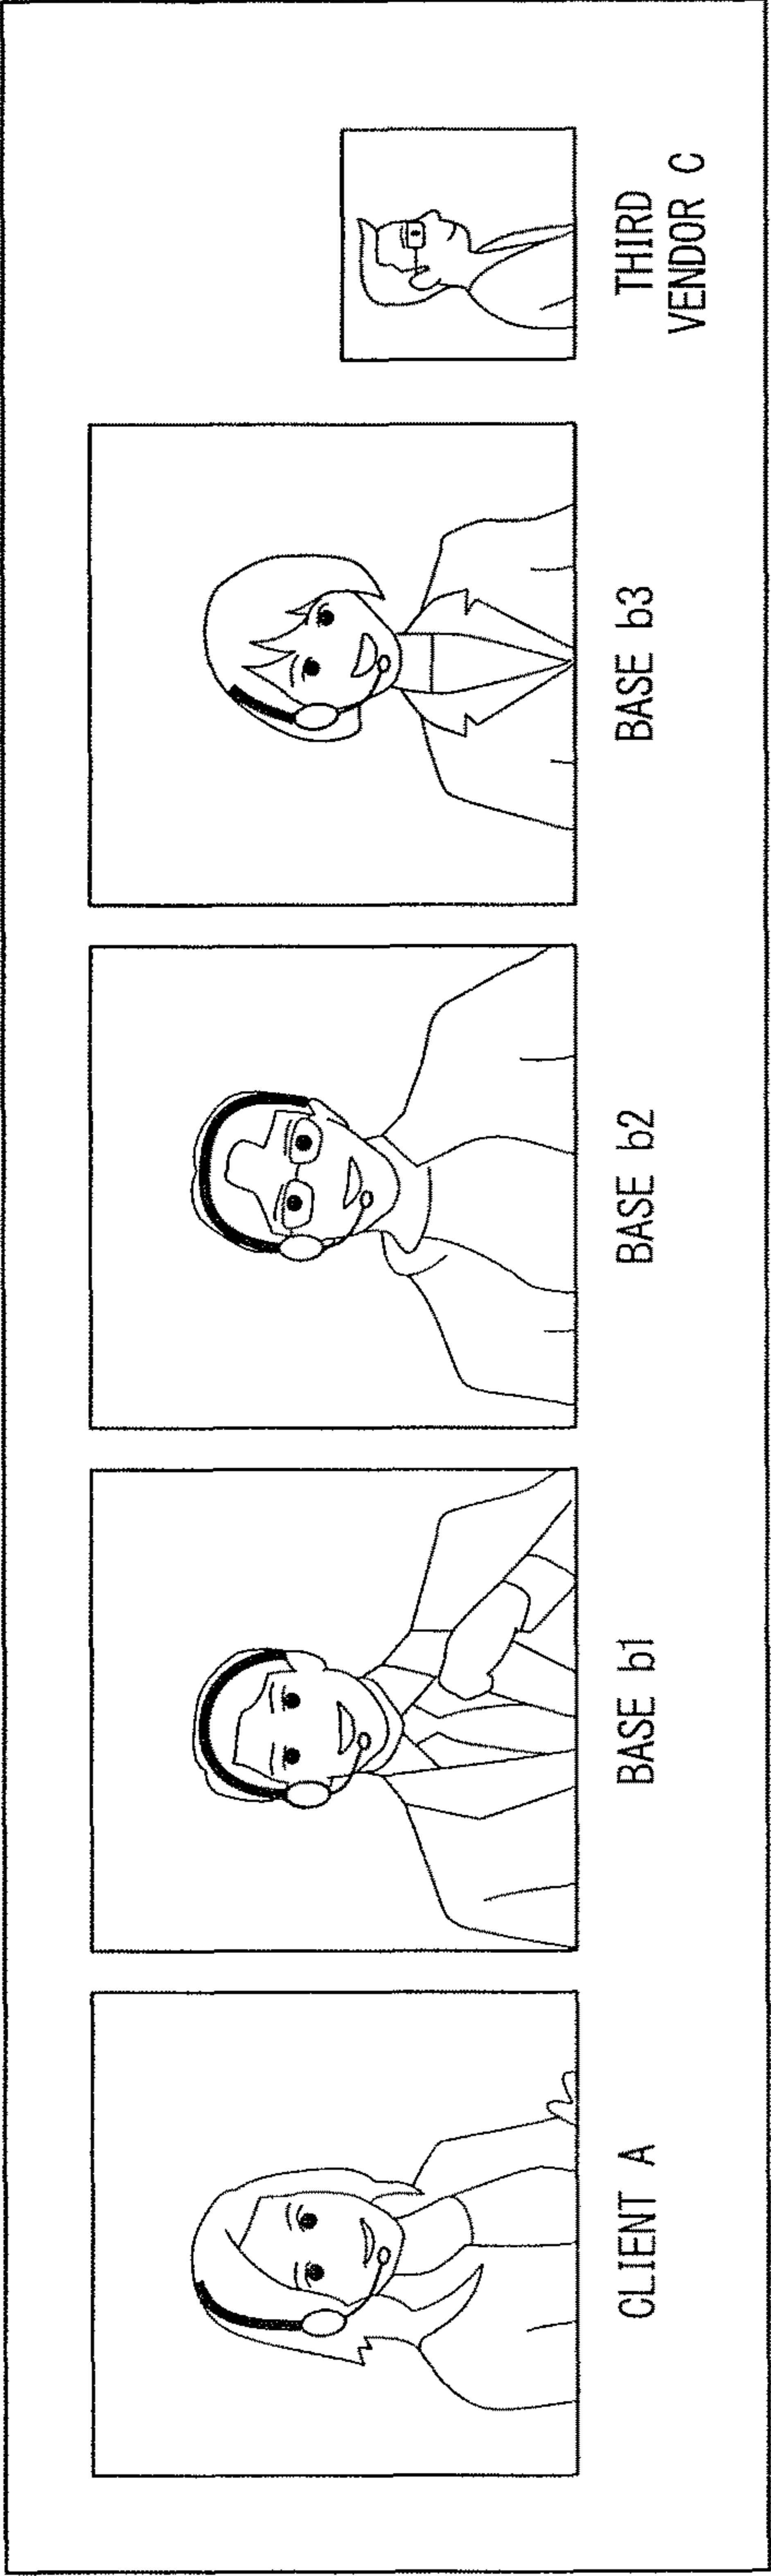 CLIENT A
BASE b1
BASE b2
BASE b3
THIRD
VENDOR C